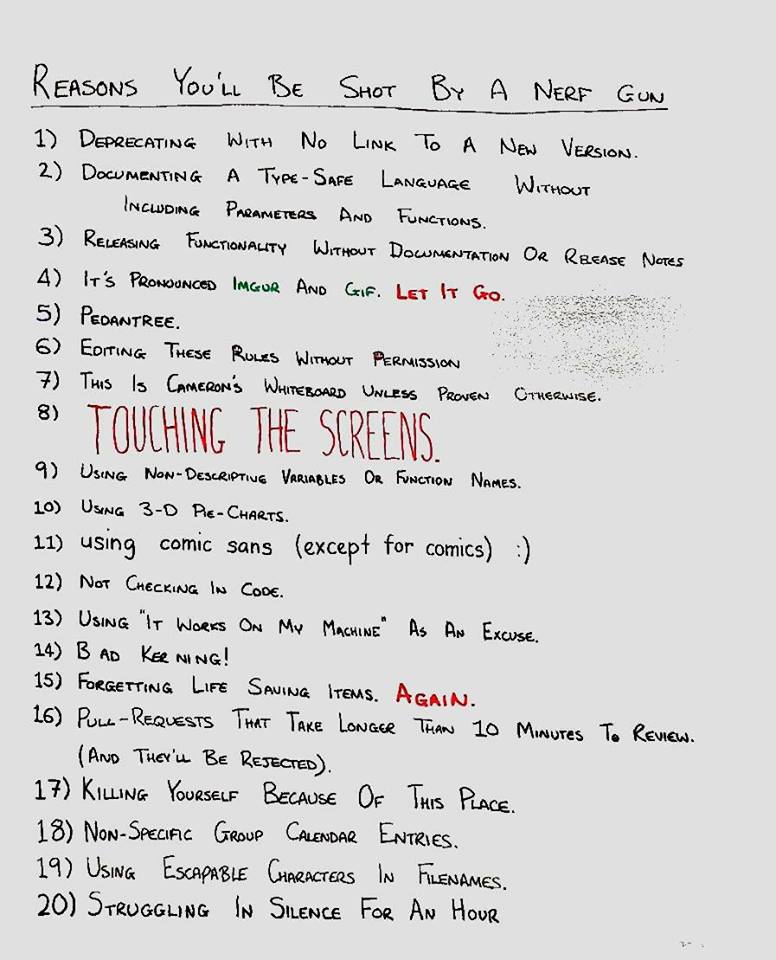 Reasons You'll Be Shot By A Nerf Gun
1) Deprecating With No Link To A New Version.
2) Documenting A Type-Safe Language Without
Including Parameters And Functions.
3) Releasing Functionality Without Documentation Or Release Notes
4) It's Pronounced Imgur And Gif. Let It Go.
5) Pedantree.
6) Editing These Rules Without Permission
7) This Is Cameron's Whiteboard Unless Proven Otherwise.
8) TOUCHING THE SCREENS.
9) Using Non-Descriptive Variables Or Function Names.
10) Using 3-D Pie-Charts.
11) using comic sans (except for comics) :)
12) Not Checking In Code.
13) Using "It Works On My Machine" As An Excuse.
14) B ad Ker ning!
15) Forgetting Life Saving Items. Again.
16) Pull-Requests That Take Longer Than 10 Minutes To Review.
(And They'll Be Rejected).
17) Killing Yourself Because Of This Place.
18) Non-Specific Group Calendar Entries.
19) Using Escapable Characters In Filenames.
20) Struggling In Silence For An Hour